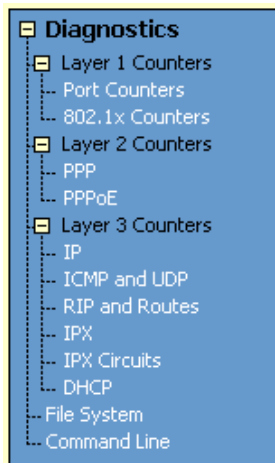 Diagnostics
Layer 1 Counters
Port Counters
802.1x Counters
Layer 2 Counters
PPP
PPPoE
Layer 3 Counters
IP
ICMP and UDP
RIP and Routes
IPX
IPX Circuits
DHCP
File System
Command Line